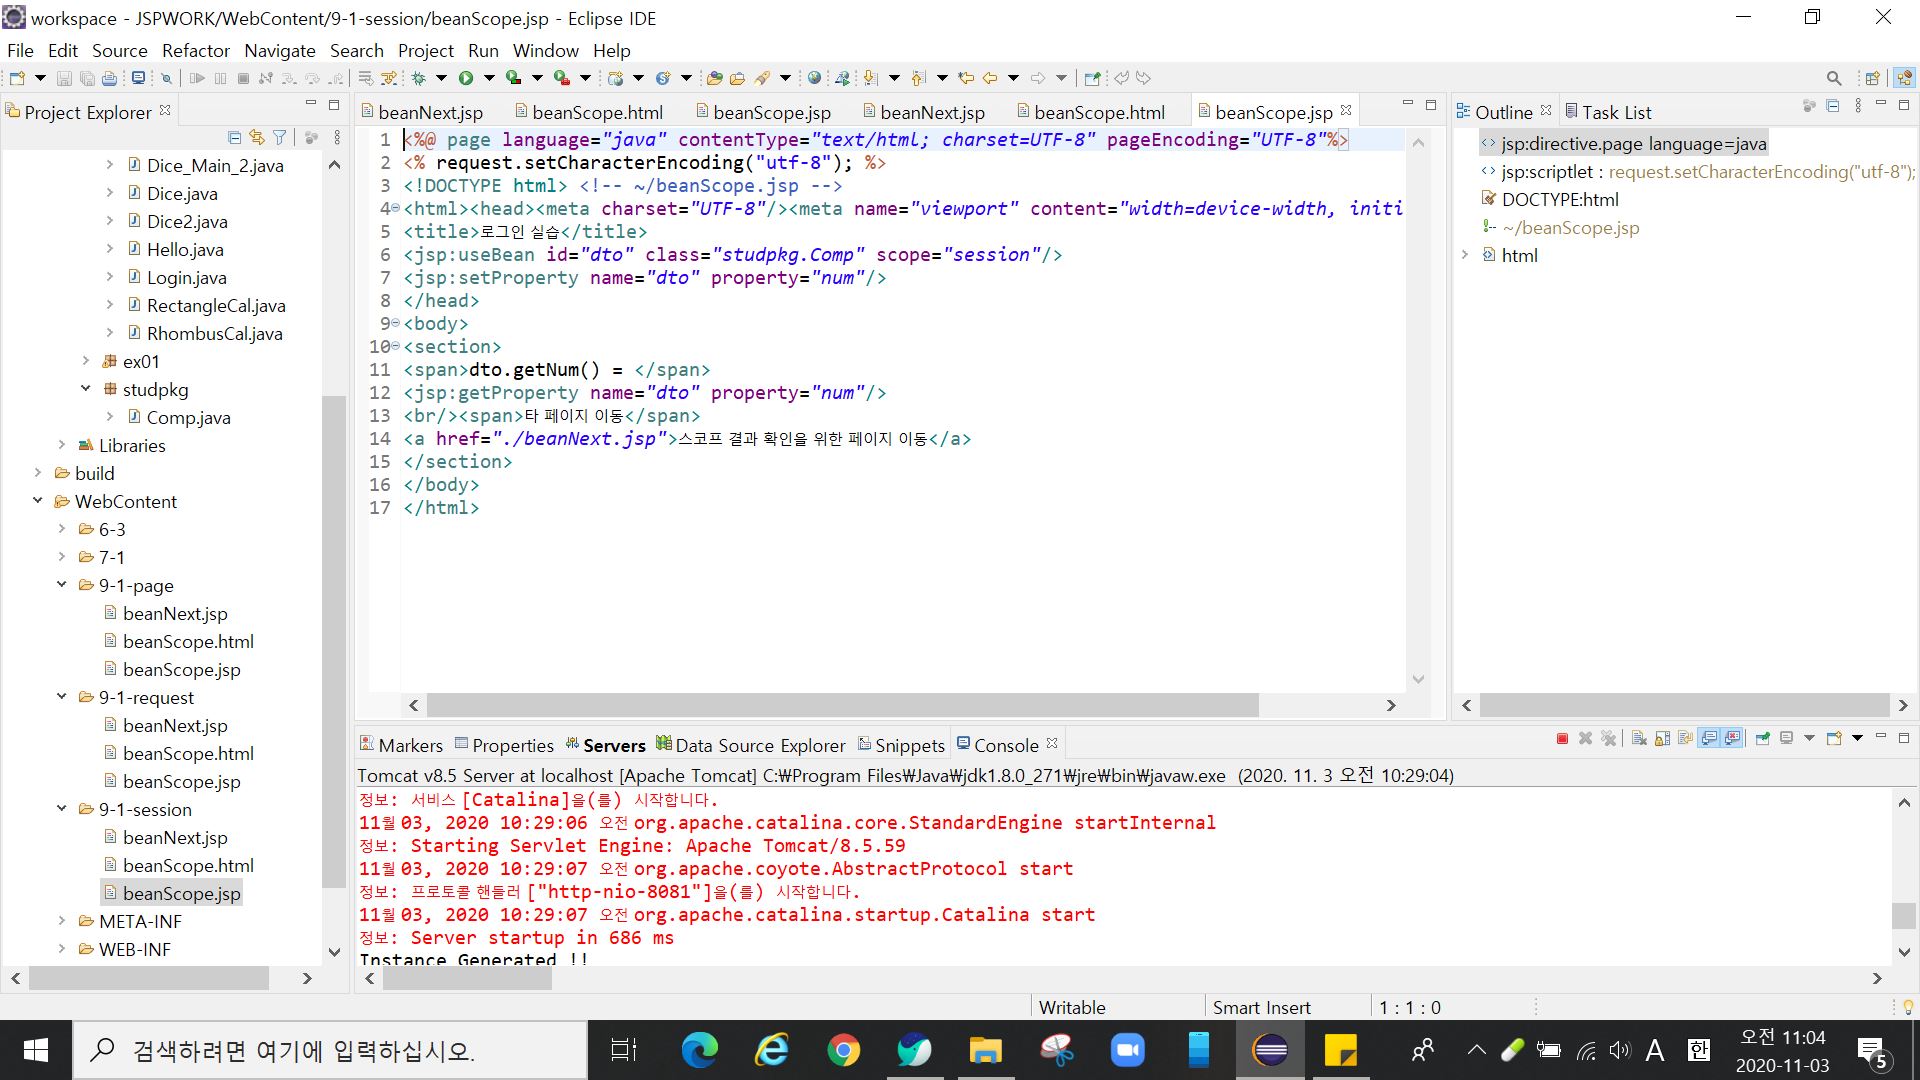 workspace - JSPWORK/WebContent/9-1-session/beanScope.jsp - Eclipse IDE
File Edit Source Refactor Navigate Search Project Run Window Help
Project Explorer
Dice_Main_2.java
Dice.java
Dice2.java
Hello.java
Login.java
RectangleCal.java
RhombusCal.java
ex01
studpkg
Comp.java
Libraries
build
WebContent
6-3
7-1
9-1-page
beanNext.jsp
beanScope.html
beanScope.jsp
9-1-request
beanNext.jsp
beanScope.html
beanScope.jsp
9-1-session
beanNext.jsp
beanScope.html
beanScope.jsp
META-INF
WEB-INF
beanNext.jsp beanScope.html beanScope.jsp beanNext.jsp beanScope.html beanScope.jsp
1 <%@ page language="java" contentType="text/html; charset=UTF-8" pageEncoding="UTF-8"%>
2 <% request.setCharacterEncoding("utf-8"); %>
3 <!DOCTYPE html> <!-- ~/beanScope.jsp -->
4 <html><head><meta charset="UTF-8"/><meta name="viewport" content="width=device-width, initi
5 <title>로그인 실습</title>
6 <jsp:useBean id="dto" class="studpkg.Comp" scope="session"/>
7 <jsp:setProperty name="dto" property="num"/>
8 </head>
9 <body>
10 <section>
11 <span>dto.getNum() = </span>
12 <jsp:getProperty name="dto" property="num"/>
13 <br/><span>타 페이지 이동</span>
14 <a href="./beanNext.jsp">스코프 결과 확인을 위한 페이지 이동</a>
15 </section>
16 </body>
17 </html>
Outline Task List
jsp:directive.page language=java
jsp:scriptlet : request.setCharacterEncoding("utf-8");
DOCTYPE:html
~/beanScope.jsp
html
Markers Properties Servers Data Source Explorer Snippets Console
Tomcat v8.5 Server at localhost [Apache Tomcat] C:₩Program Files₩Java₩jdk1.8.0_271₩jre₩bin₩javaw.exe (2020. 11. 3 오전 10:29:04)
정보: 서비스 [Catalina]을(를) 시작합니다.
11월 03, 2020 10:29:06 오전 org.apache.catalina.core.StandardEngine startInternal
정보: Starting Servlet Engine: Apache Tomcat/8.5.59
11월 03, 2020 10:29:07 오전 org.apache.coyote.AbstractProtocol start
정보: 프로토콜 핸들러 ["http-nio-8081"]을(를) 시작합니다.
11월 03, 2020 10:29:07 오전 org.apache.catalina.startup.Catalina start
정보: Server startup in 686 ms
Instance Generated !!
Writable Smart Insert 1 : 1 : 0
검색하려면 여기에 입력하십시오.
A 한
오전 11:04
2020-11-03
5